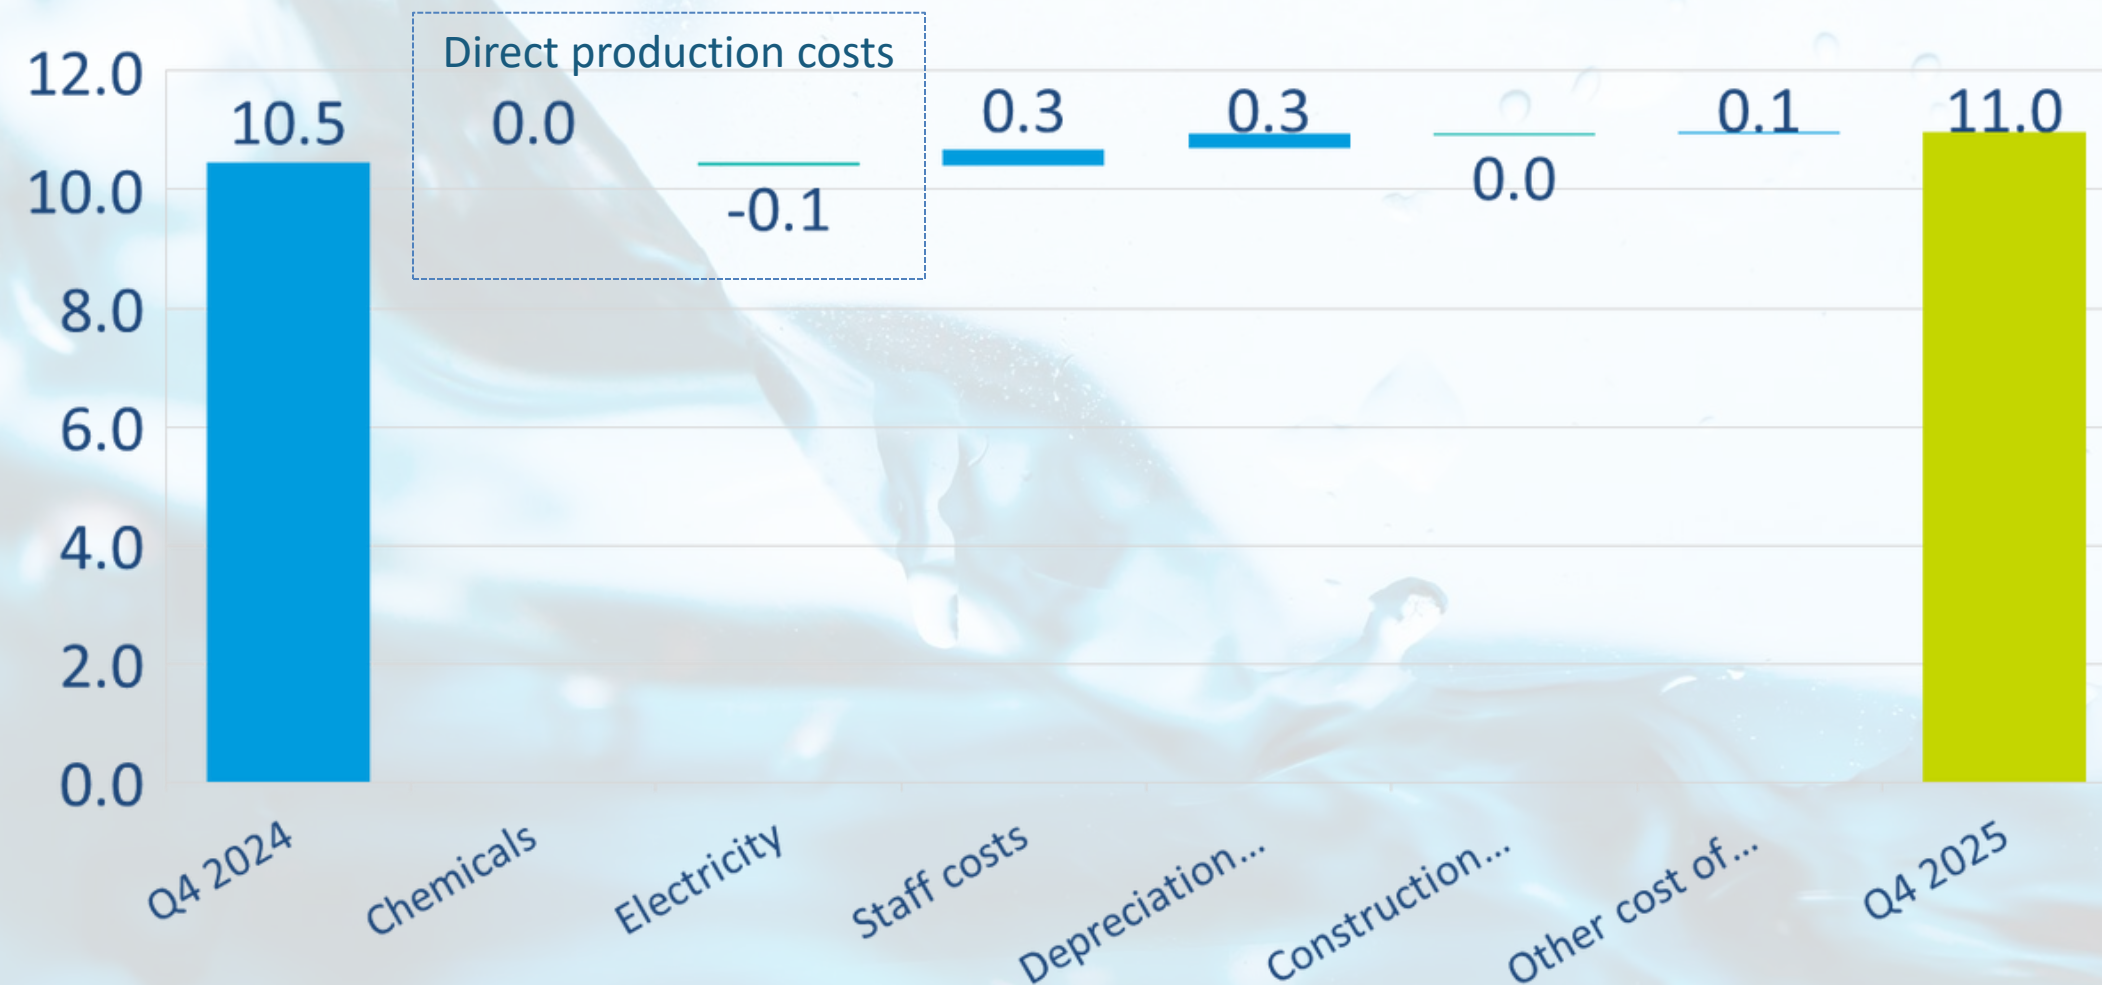 Direct production costs
12.0
10.0
8.0
6.0
4.0
2.0
0.0
10.5
0.0
-0.1
0.3
0.3
0.0
0.1
11.0
Q4 2024
Chemicals
Electricity
Staff costs
Depreciation...
Construction...
Other cost of...
Q4 2025